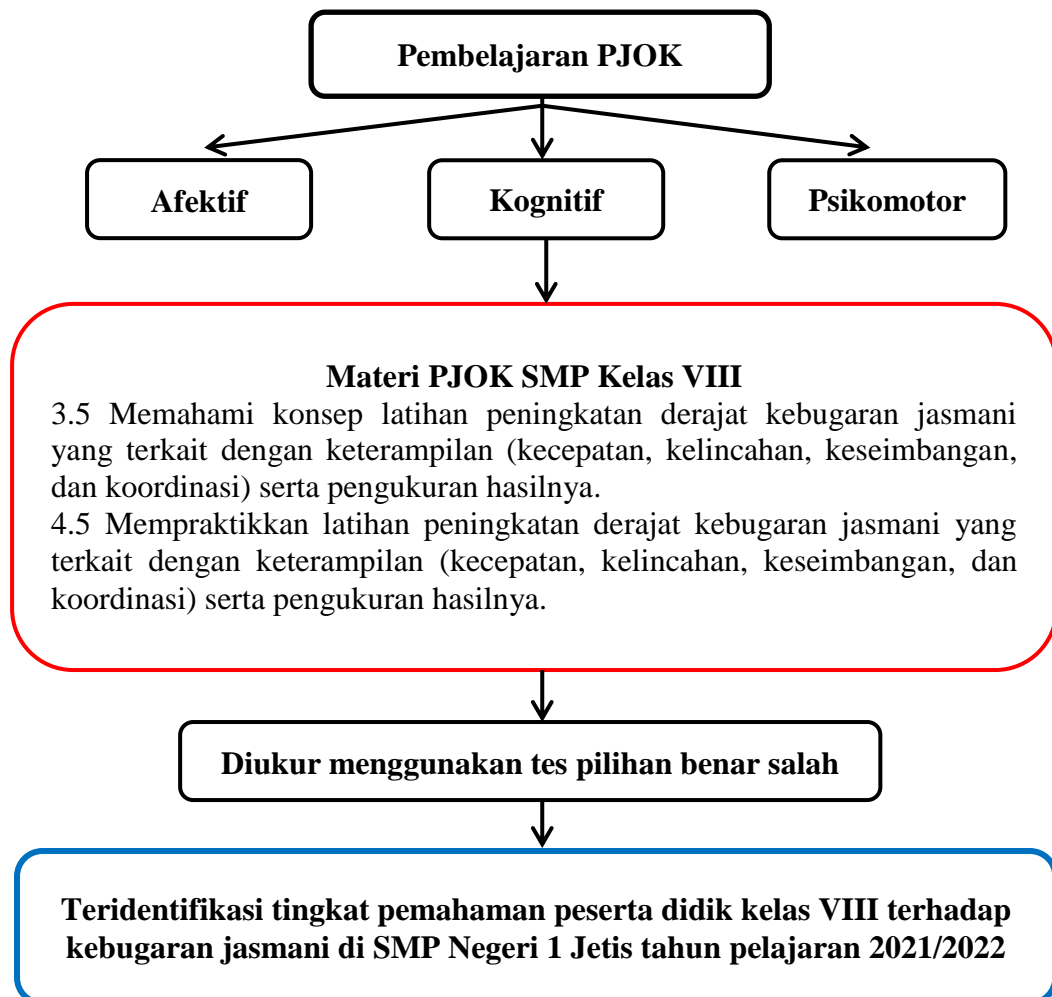 Pembelajaran PJOK
Afektif
Kognitif
Psikomotor
Materi PJOK SMP Kelas VIII
3.5 Memahami konsep latihan peningkatan derajat kebugaran jasmani
yang terkait dengan keterampilan (kecepatan, kelincahan, keseimbangan,
dan koordinasi) serta pengukuran hasilnya.
4.5 Mempraktikkan latihan peningkatan derajat kebugaran jasmani yang
terkait dengan keterampilan (kecepatan, kelincahan, keseimbangan, dan
koordinasi) serta pengukuran hasilnya.
Diukur menggunakan tes pilihan benar salah
Teridentifikasi tingkat pemahaman peserta didik kelas VIII terhadap
kebugaran jasmani di SMP Negeri 1 Jetis tahun pelajaran 2021/2022